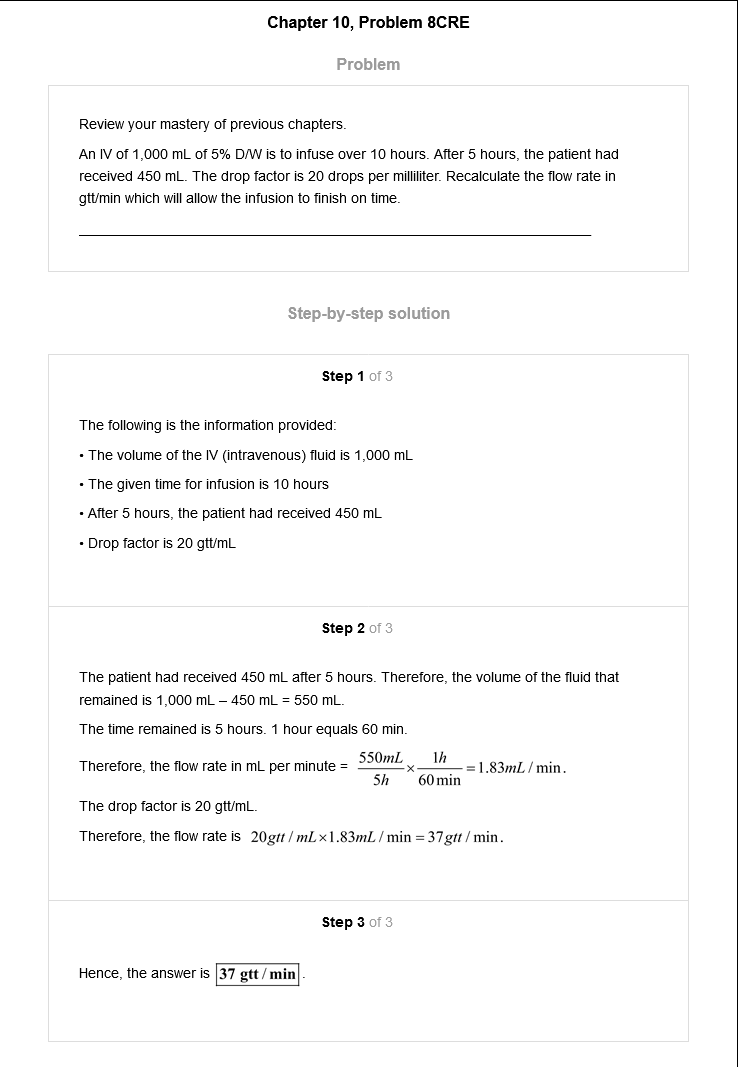 Chapter 10, Problem 8CRE
Problem
Review your mastery of previous chapters.
An IV of 1,000 mL of 5% D/W is to infuse over 10 hours. After 5 hours, the patient had
received 450 mL. The drop factor is 20 drops per milliliter. Recalculate the flow rate in
gtt/min which will allow the infusion to finish on time.
Step-by-step solution
Step 1 of 3
The following is the information provided:
• The volume of the IV (intravenous) fluid is 1,000 mL
• The given time for infusion is 10 hours
• After 5 hours, the patient had received 450 mL
• Drop factor is 20 gtt/mL
Step 2 of 3
The patient had received 450 mL after 5 hours. Therefore, the volume of the fluid that
remained is 1,000 mL – 450 mL = 550 mL.
The time remained is 5 hours. 1 hour equals 60 min.
Therefore, the flow rate in mL per minute = 550mL/5h × 1h/60 min = 1.83mL / min.
The drop factor is 20 gtt/mL.
Therefore, the flow rate is 20gtt / mL×1.83mL / min = 37gtt / min.
Step 3 of 3
Hence, the answer is 37 gtt / min.